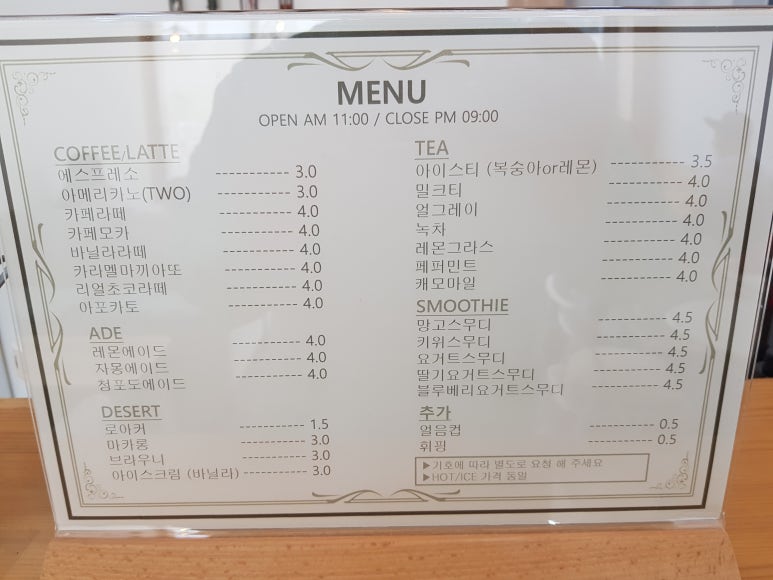 MENU
OPEN AM 11:00 / CLOSE PM 09:00
COFFEE/LATTE
에스프레소 ----------- 3.0
아메리카노(TWO) ----------- 3.0
카페라떼 ----------- 4.0
카페모카 ----------- 4.0
바닐라라떼 ----------- 4.0
카라멜마끼아또 ----------- 4.0
리얼초코라떼 ----------- 4.0
아포카토 ----------- 4.0
ADE
레몬에이드 ----------- 4.0
자몽에이드 ----------- 4.0
청포도에이드 ----------- 4.0
DESERT
로아커 ----------- 1.5
마카롱 ----------- 3.0
브라우니 ----------- 3.0
아이스크림 (바닐라) ----------- 3.0
TEA
아이스티 (복숭아or레몬) ----------- 3.5
밀크티 ----------- 4.0
얼그레이 ----------- 4.0
녹차 ----------- 4.0
레몬그라스 ----------- 4.0
페퍼민트 ----------- 4.0
캐모마일 ----------- 4.0
SMOOTHIE
망고스무디 ----------- 4.5
키위스무디 ----------- 4.5
요거트스무디 ----------- 4.5
딸기요거트스무디 ----------- 4.5
블루베리요거트스무디 ----------- 4.5
추가
얼음컵 ----------- 0.5
휘핑 ----------- 0.5
▶기호에 따라 별도로 요청 해 주세요
▶HOT/ICE 가격 동일